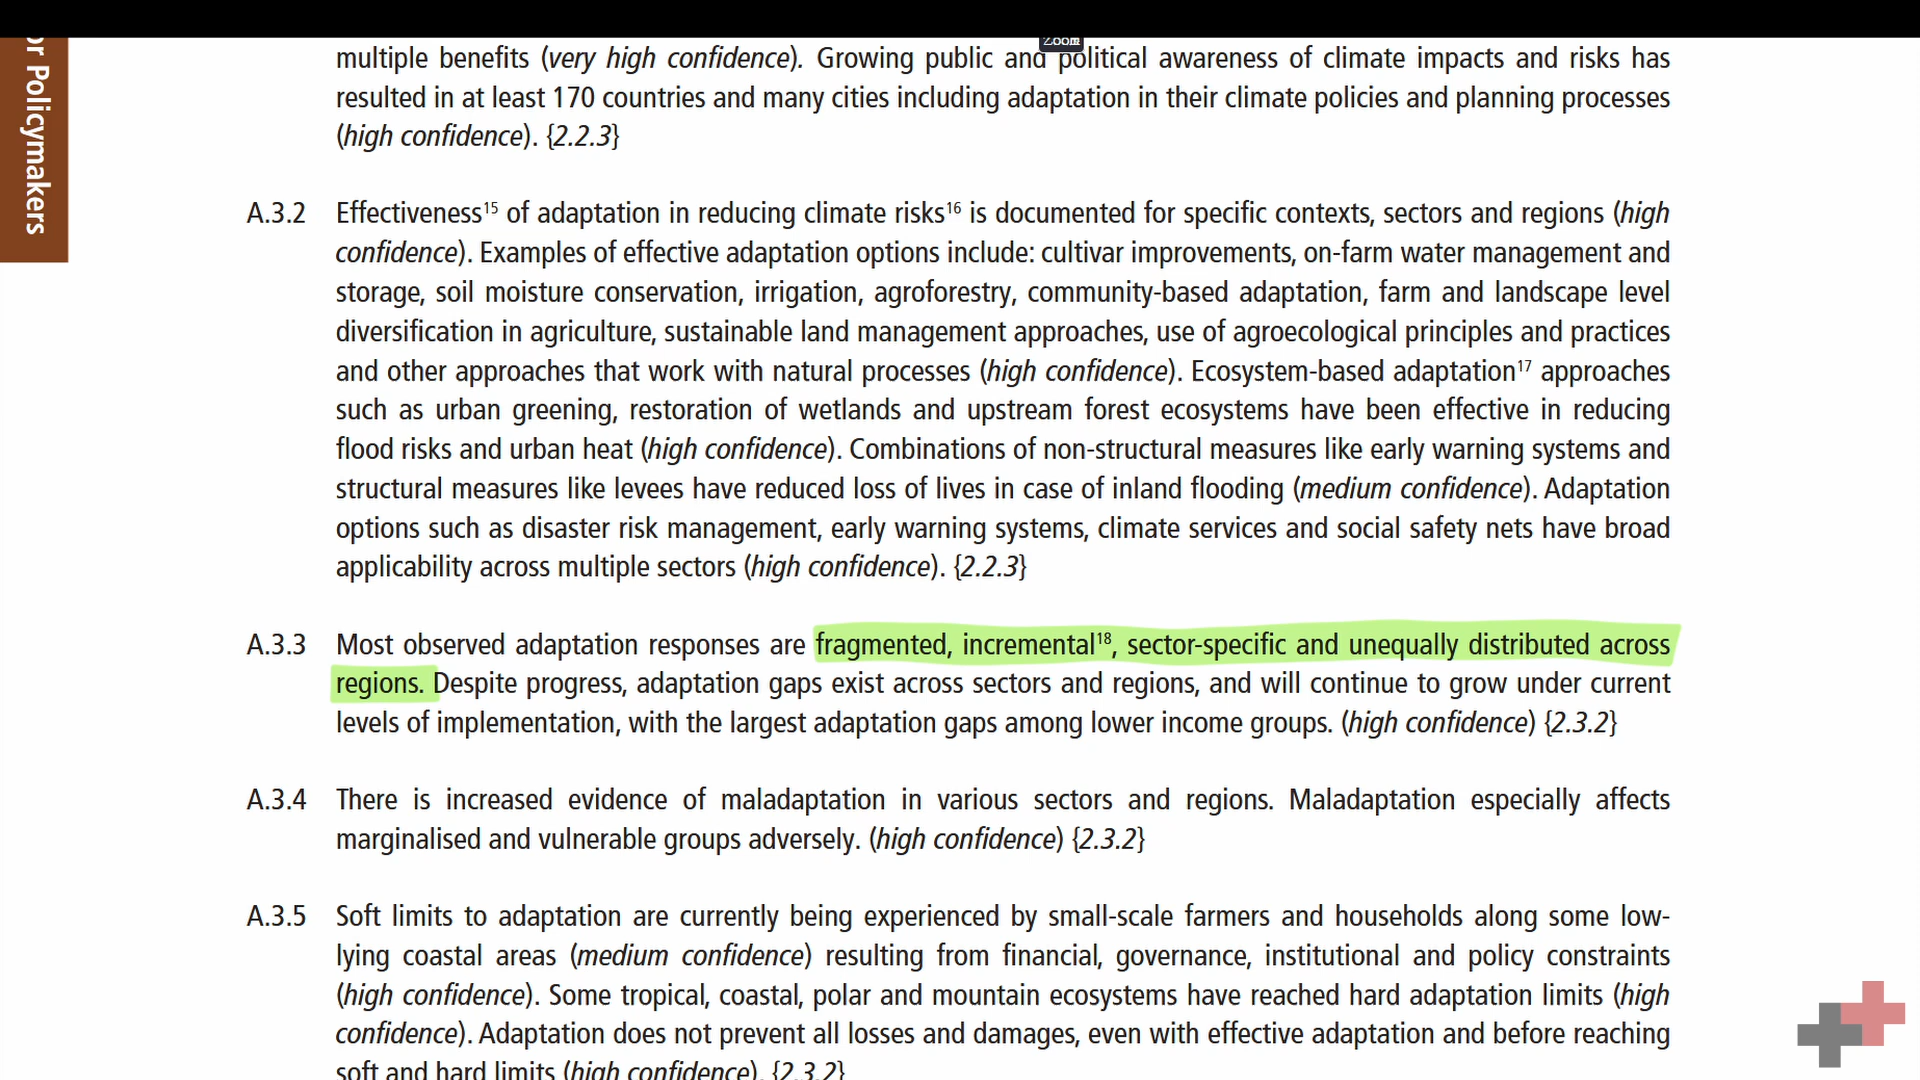 or Policymakers
Zoom
multiple benefits (very high confidence). Growing public and political awareness of climate impacts and risks has
resulted in at least 170 countries and many cities including adaptation in their climate policies and planning processes
(high confidence). {2.2.3}
A.3.2 Effectiveness15 of adaptation in reducing climate risks16 is documented for specific contexts, sectors and regions (high
confidence). Examples of effective adaptation options include: cultivar improvements, on-farm water management and
storage, soil moisture conservation, irrigation, agroforestry, community-based adaptation, farm and landscape level
diversification in agriculture, sustainable land management approaches, use of agroecological principles and practices
and other approaches that work with natural processes (high confidence). Ecosystem-based adaptation17 approaches
such as urban greening, restoration of wetlands and upstream forest ecosystems have been effective in reducing
flood risks and urban heat (high confidence). Combinations of non-structural measures like early warning systems and
structural measures like levees have reduced loss of lives in case of inland flooding (medium confidence). Adaptation
options such as disaster risk management, early warning systems, climate services and social safety nets have broad
applicability across multiple sectors (high confidence). {2.2.3}
A.3.3 Most observed adaptation responses are fragmented, incremental18, sector-specific and unequally distributed across
regions. Despite progress, adaptation gaps exist across sectors and regions, and will continue to grow under current
levels of implementation, with the largest adaptation gaps among lower income groups. (high confidence) {2.3.2}
A.3.4 There is increased evidence of maladaptation in various sectors and regions. Maladaptation especially affects
marginalised and vulnerable groups adversely. (high confidence) {2.3.2}
A.3.5 Soft limits to adaptation are currently being experienced by small-scale farmers and households along some low-
lying coastal areas (medium confidence) resulting from financial, governance, institutional and policy constraints
(high confidence). Some tropical, coastal, polar and mountain ecosystems have reached hard adaptation limits (high
confidence). Adaptation does not prevent all losses and damages, even with effective adaptation and before reaching
soft and hard limits (high confidence). {2.3.2}